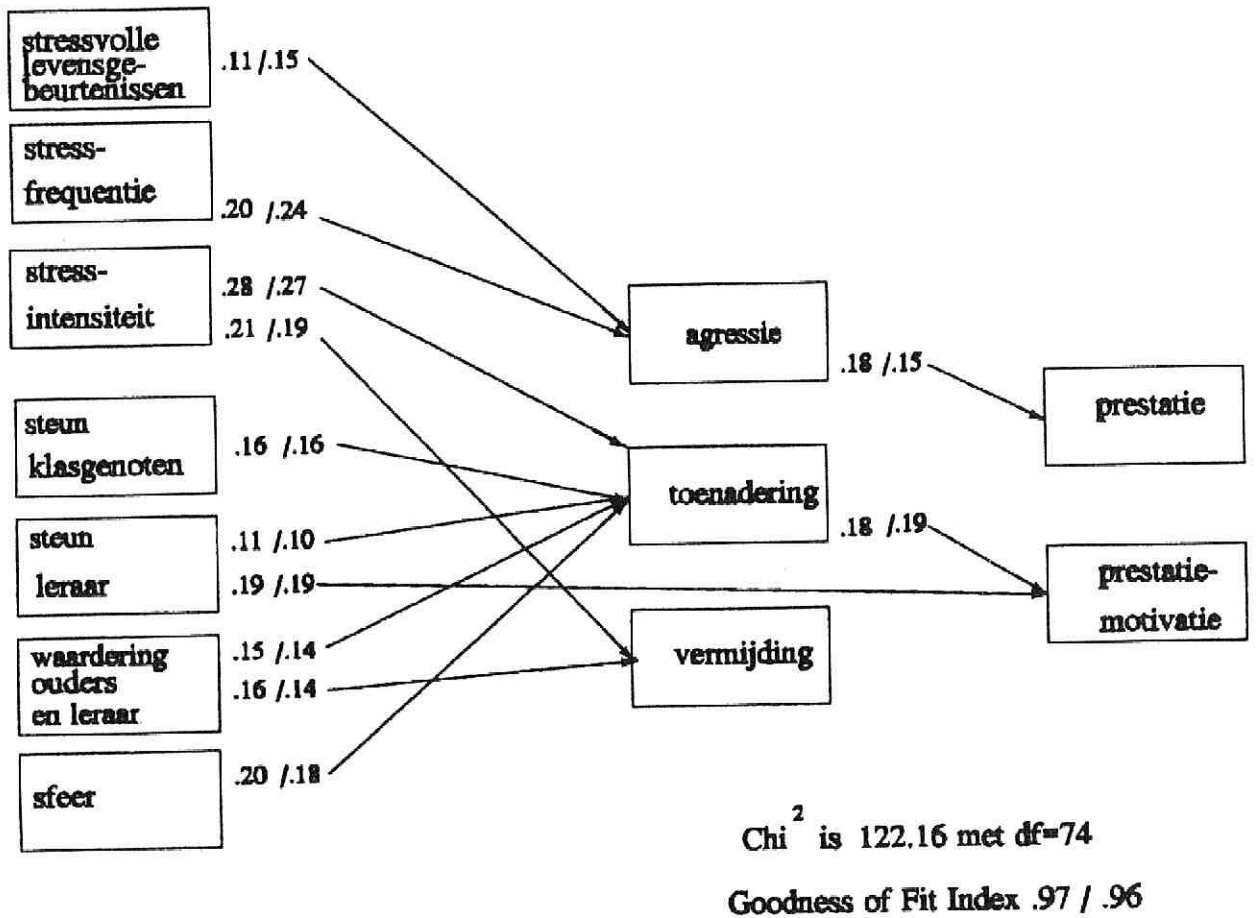 stressvolle
levensge-
beurtenissen
.11/.15
stress-
frequentie
.20 /.24
stress-
intensiteit
.28 /.27
.21 /.19
agressie
.18 /.15
prestatie
steun
klasgenoten
.16 /.16
toenadering
.18 /.19
steun
leraar
.11 /.10
.19 /.19
prestatie-
motivatie
waardering
ouders
en leraar
.15 /.14
.16 /.14
vermijding
sfeer
.20 /.18
Chi² is 122.16 met df=74
Goodness of Fit Index .97 / .96